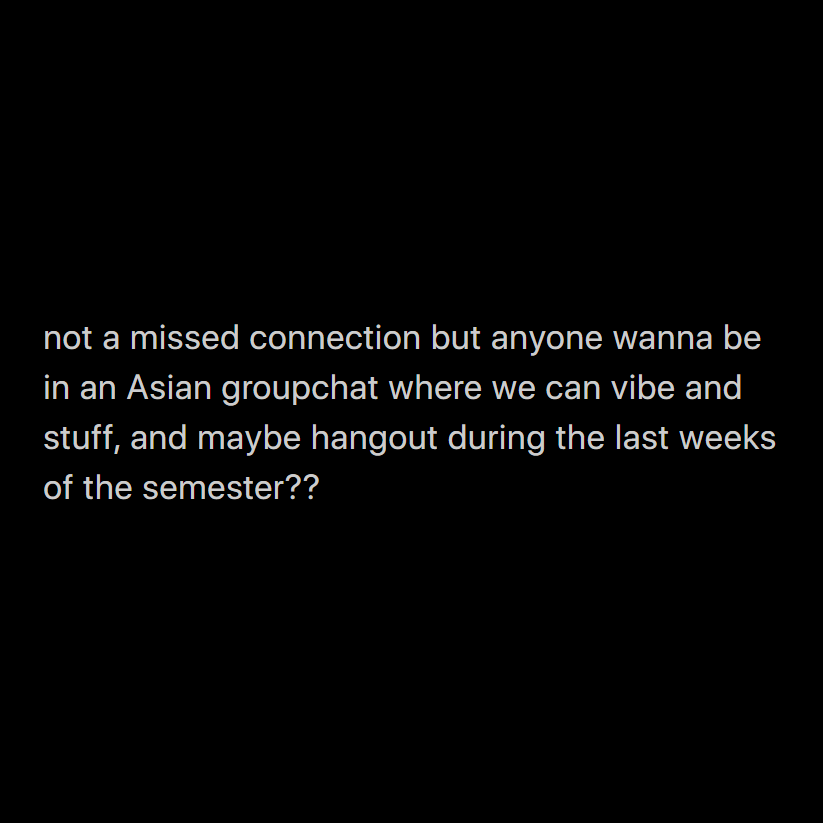 not a missed connection but anyone wanna be
in an Asian groupchat where we can vibe and
stuff, and maybe hangout during the last weeks
of the semester??